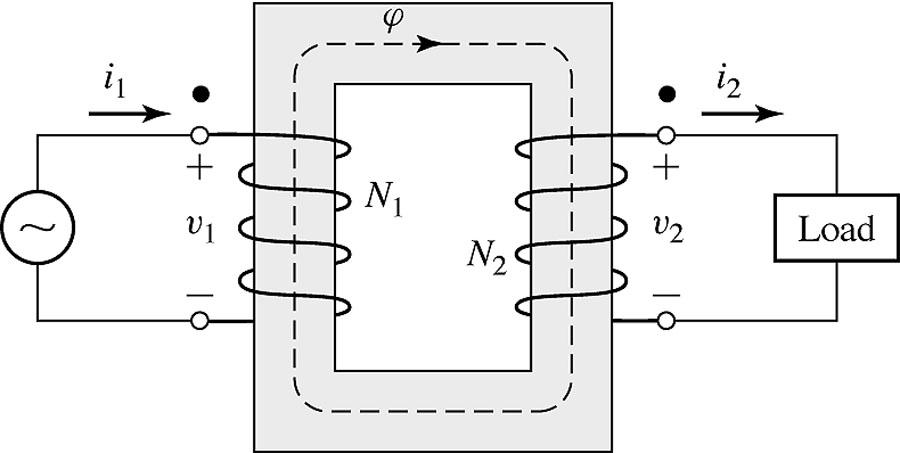 φ
i₁
i₂
+
+
N₁
v₁
v₂
Load
N₂
−
−